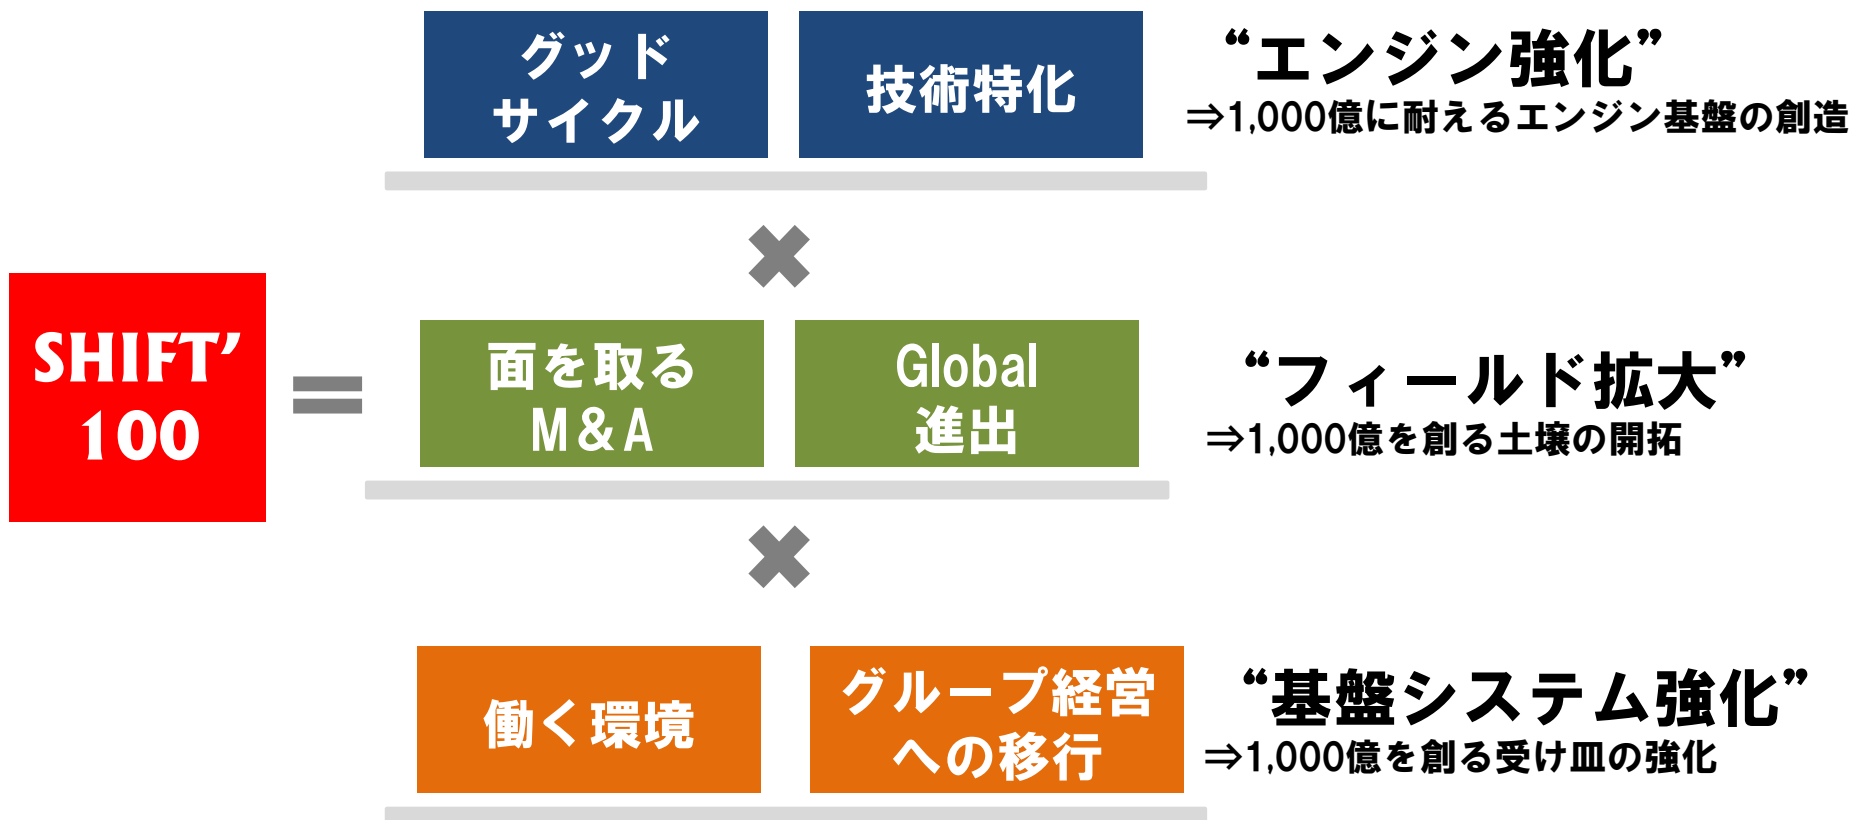 グッド
サイクル
技術特化
“エンジン強化”
⇒1,000億に耐えるエンジン基盤の創造
✖
SHIFT’
100
=
面を取る
M&A
Global
進出
“フィールド拡大”
⇒1,000億を創る土壌の開拓
✖
働く環境
グループ経営
への移行
“基盤システム強化”
⇒1,000億を創る受け皿の強化